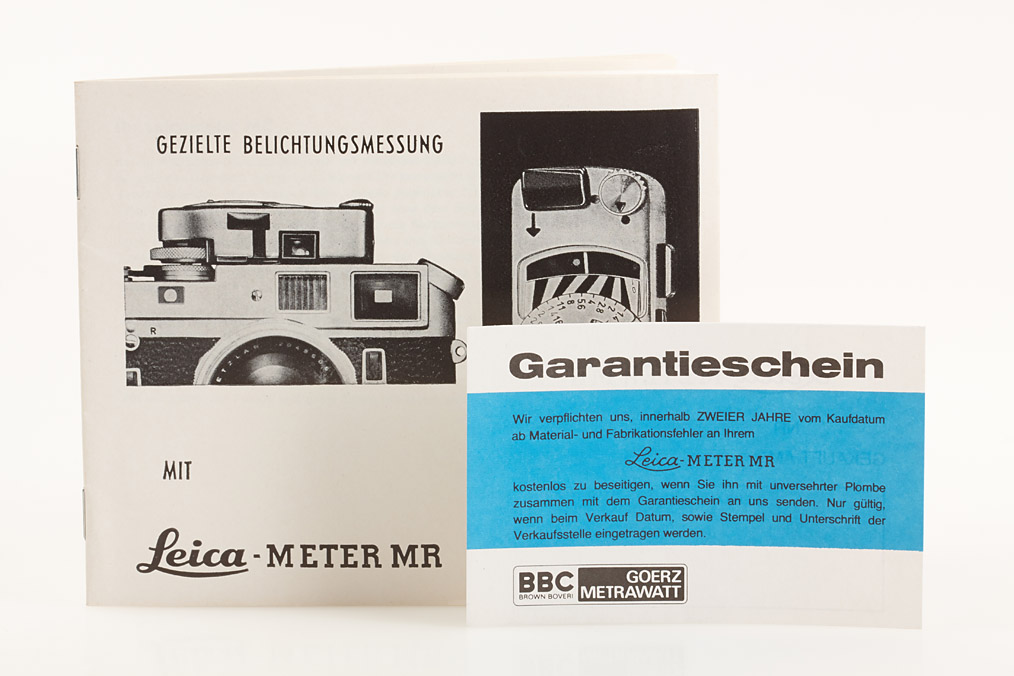 GEZIELTE BELICHTUNGSMESSUNG
R
MIT
Leica-METER MR
Garantieschein
Wir verpflichten uns, innerhalb ZWEIER JAHRE vom Kaufdatum
ab Material- und Fabrikationsfehler an Ihrem
Leica-METER MR
kostenlos zu beseitigen, wenn Sie ihn mit unversehrter Plombe
zusammen mit dem Garantieschein an uns senden. Nur gültig,
wenn beim Verkauf Datum, sowie Stempel und Unterschrift der
Verkaufsstelle eingetragen werden.
BBC
BROWN BOVERI
GOERZ
METRAWATT